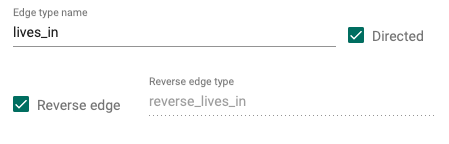 Edge type name
lives_in
Directed
Reverse edge type
Reverse edge
reverse_lives_in